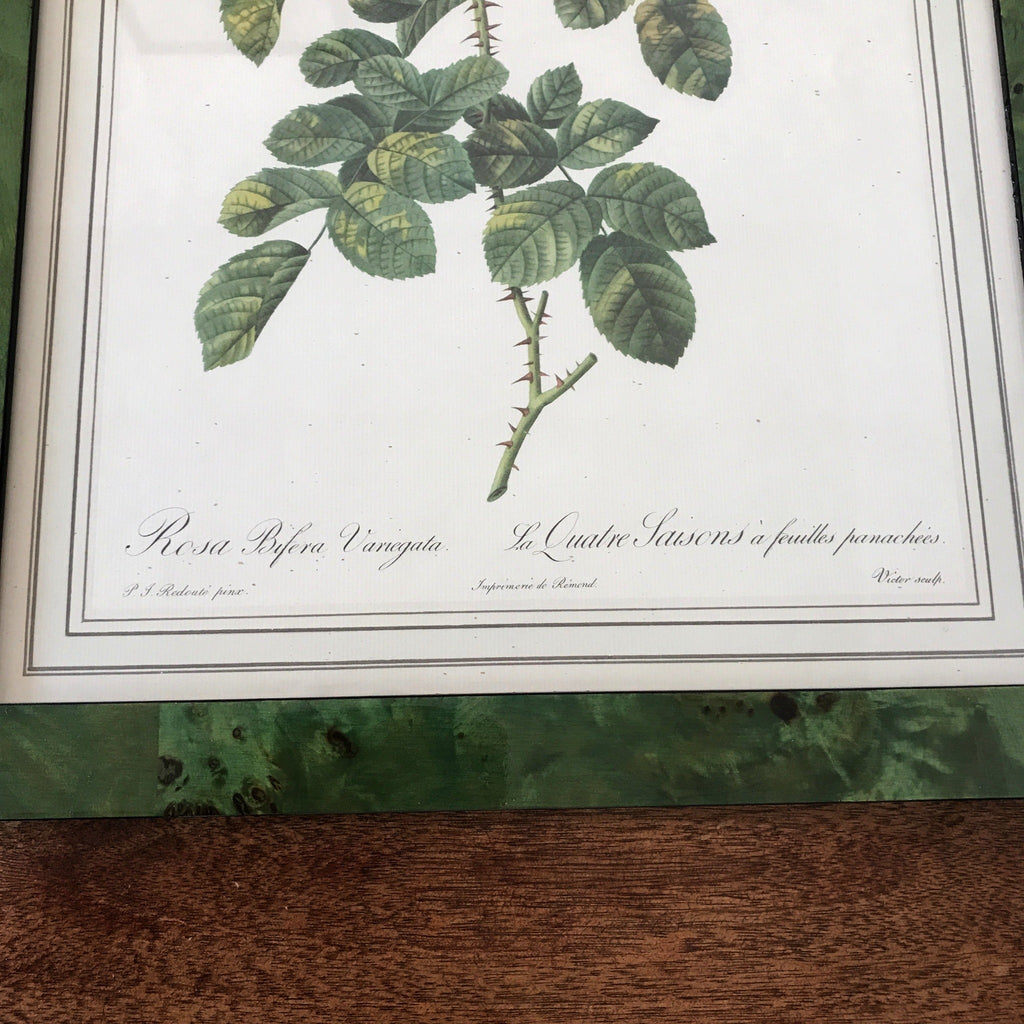 Rosa Bifera Variegata. La Quatre Saisons à feuilles panachées.
P. J. Redouté pinx. Imprimerie de Rémond. Victor sculp.